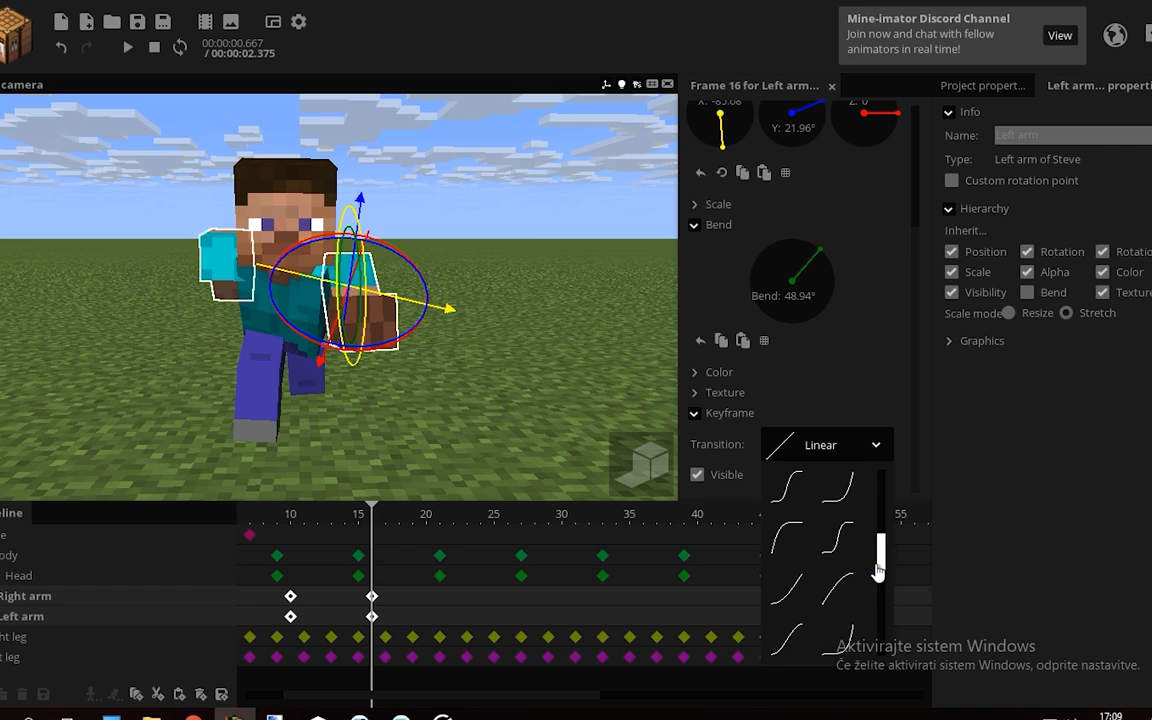 Mine-imator Discord Channel
Join now and chat with fellow
animators in real time!
View
00:00:00.667
/ 00:00:02.375
camera
Frame 16 for Left arm...
Project propert...
Left arm... properti
X: -85.08°
Y: 21.96°
Z: 0°
Scale
Bend
Bend: 48.94°
Color
Texture
Keyframe
Transition:
Linear
Visible
Info
Name:
Left arm
Type:
Left arm of Steve
Custom rotation point
Hierarchy
Inherit...
Position
Rotation
Rotatio
Scale
Alpha
Color
Visibility
Bend
Texture
Scale mode
Resize
Stretch
Graphics
eline
10 15 20 25 30 35 40 55
e
ody
Head
Right arm
Left arm
ht leg
t leg
Aktivirajte sistem Windows
Če želite aktivirati sistem Windows, odprite nastavitve.
17:09